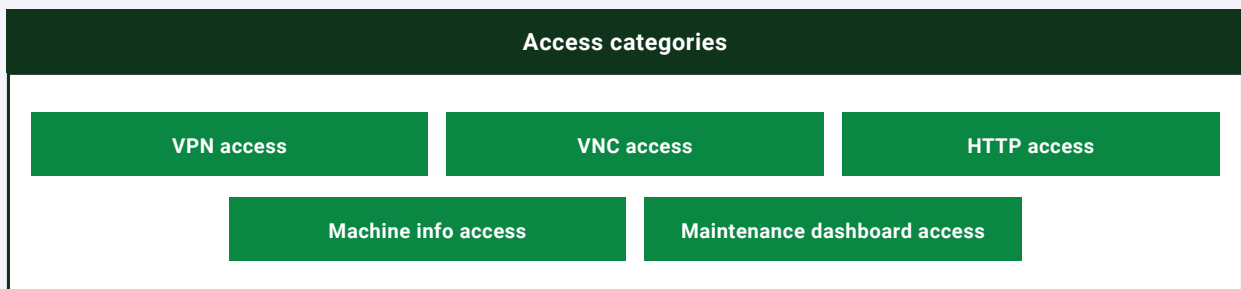 Access categories
VPN access
VNC access
HTTP access
Machine info access
Maintenance dashboard access